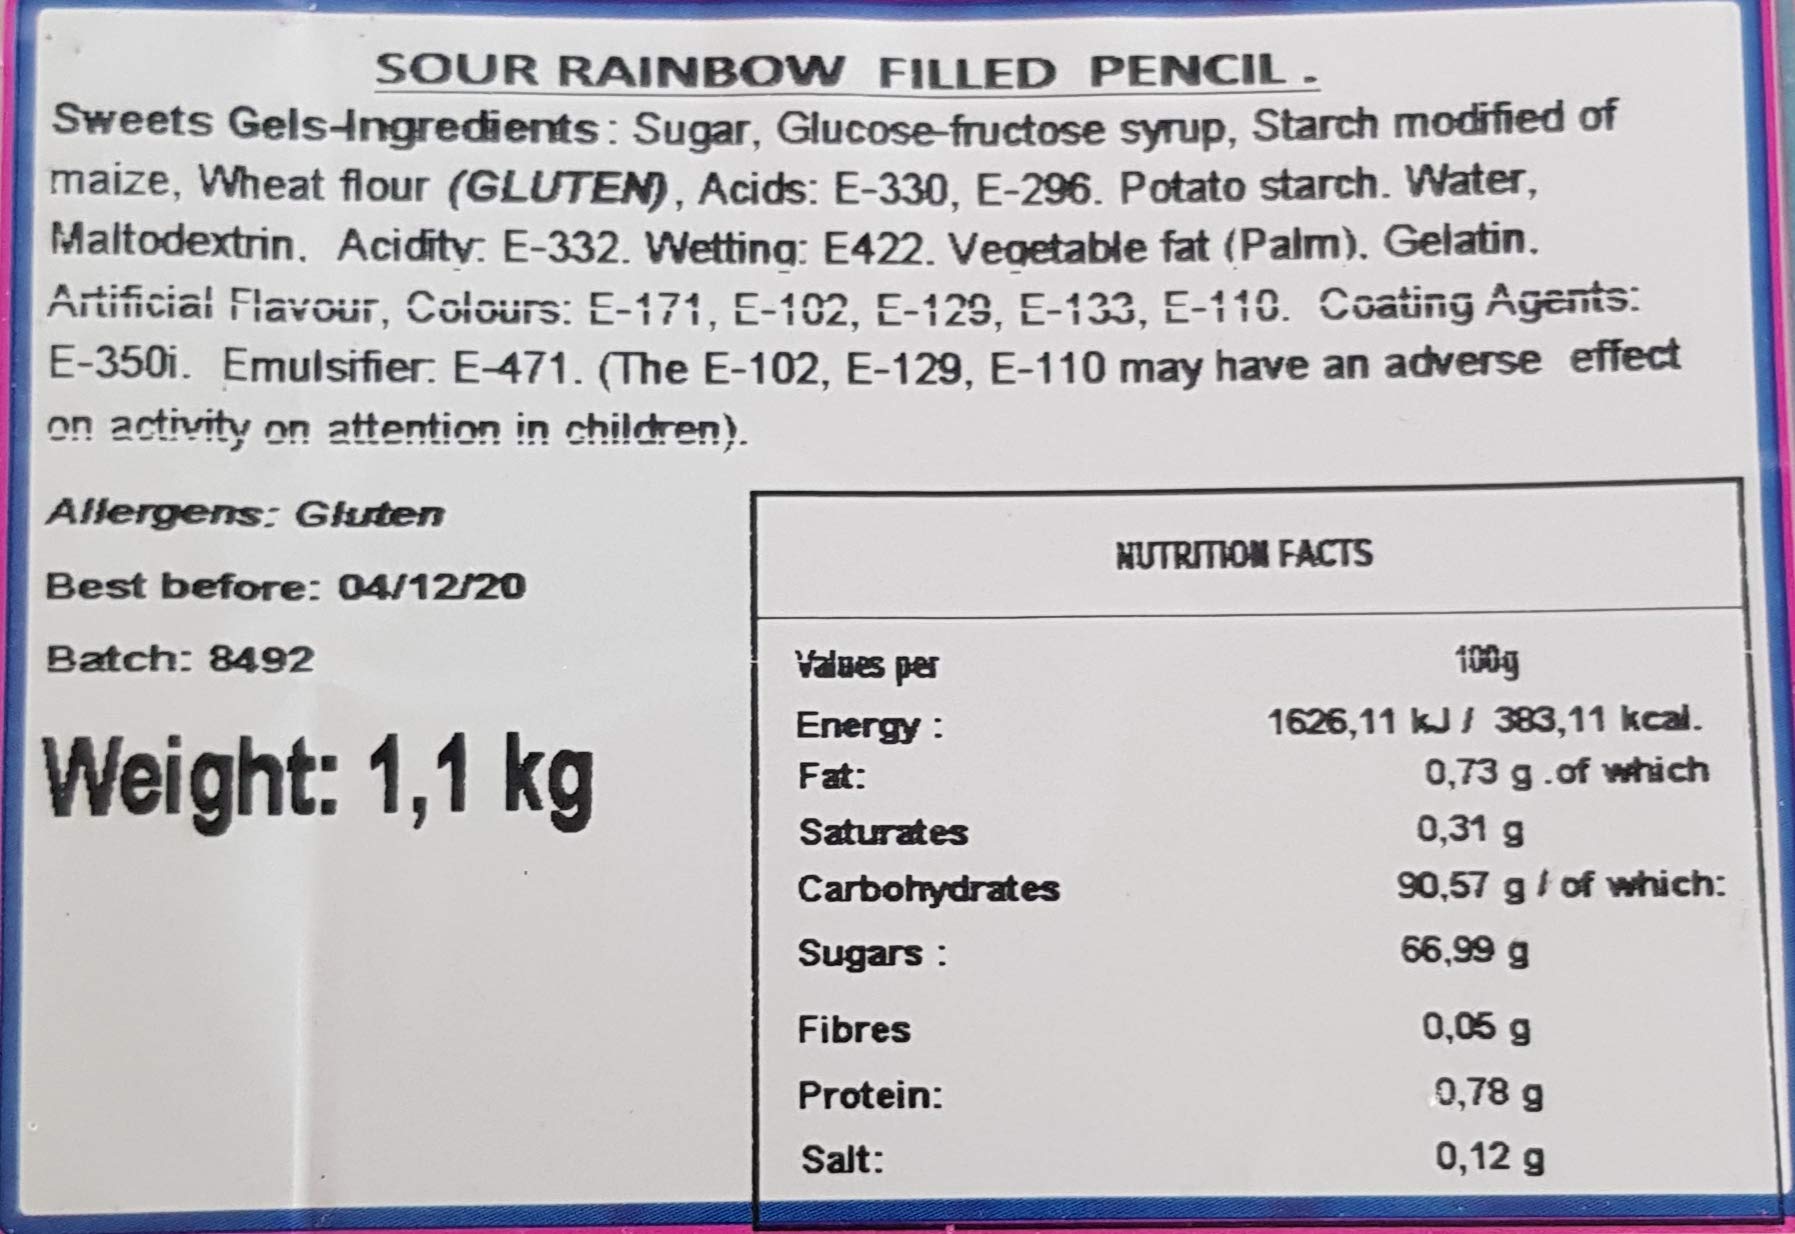 SOUR RAINBOW FILLED PENCIL .
Sweets Gels-Ingredients: Sugar, Glucose-fructose syrup, Starch modified of
maize, Wheat flour (GLUTEN), Acids: E-330, E-296. Potato starch. Water,
Maltodextrin. Acidity: E-332. Wetting: E422. Vegetable fat (Palm). Gelatin.
Artificial Flavour, Colours: E-171, E-102, E-129, E-133, E-110. Coating Agents:
E-350i. Emulsifier: E-471. (The E-102, E-129, E-110 may have an adverse effect
on activity on attention in children).
Allergens: Gluten
Best before: 04/12/20
Batch: 8492
Weight: 1,1 kg
NUTRITION FACTS
Values per 100g
Energy : 1626,11 kJ / 383,11 kcal.
Fat: 0,73 g .of which
Saturates 0,31 g
Carbohydrates 90,57 g / of which:
Sugars : 66,99 g
Fibres 0,05 g
Protein: 0,78 g
Salt: 0,12 g